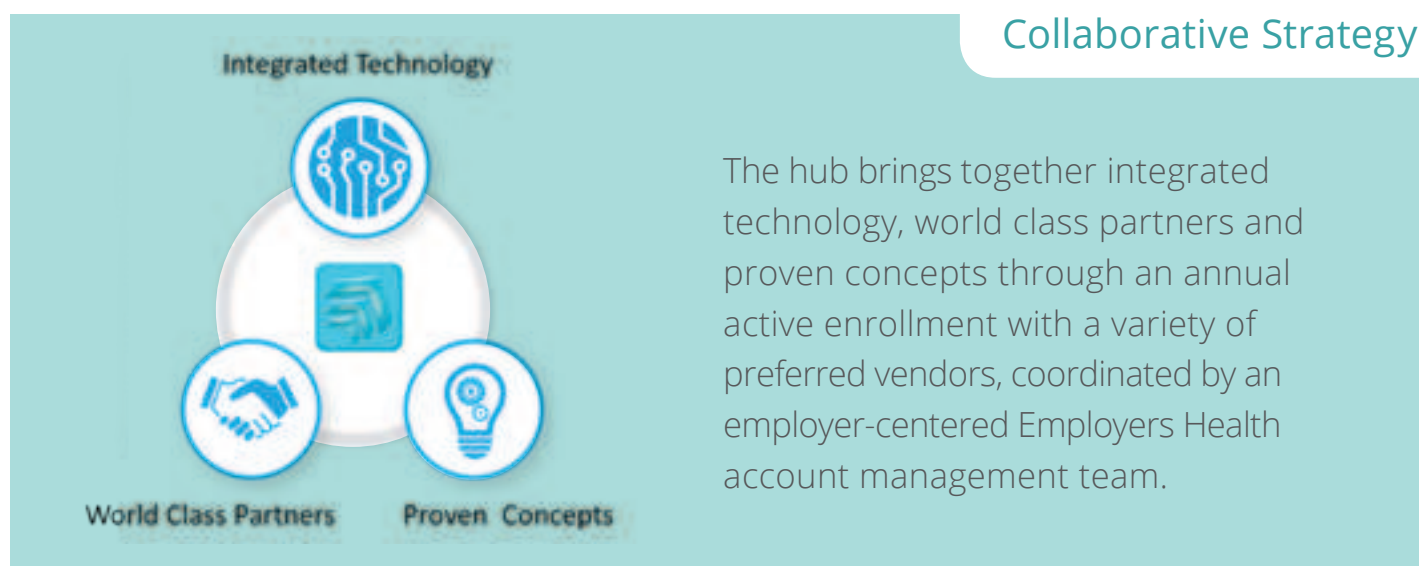 Collaborative Strategy
Integrated Technology
World Class Partners
Proven Concepts
The hub brings together integrated
technology, world class partners and
proven concepts through an annual
active enrollment with a variety of
preferred vendors, coordinated by an
employer-centered Employers Health
account management team.